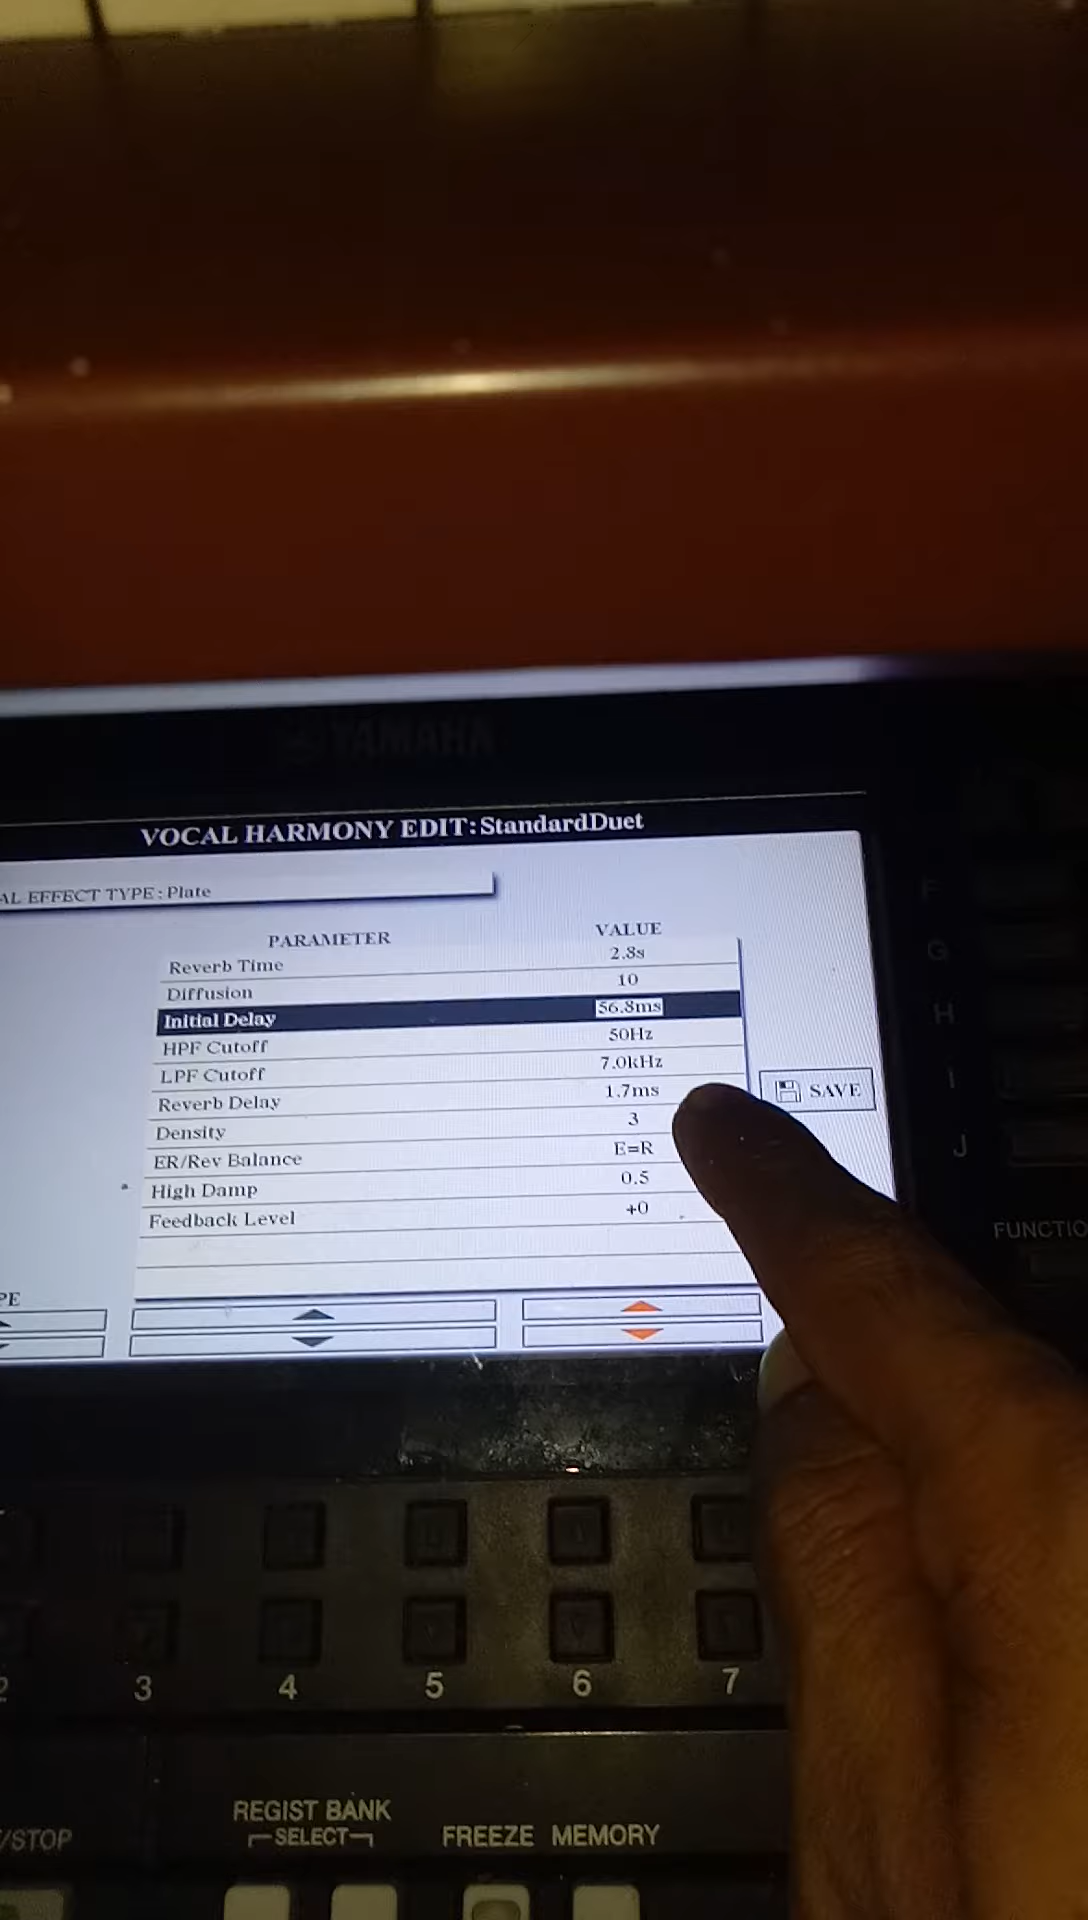 YAMAHA
VOCAL HARMONY EDIT:StandardDuet
AL EFFECT TYPE:Plate
PARAMETER VALUE
Reverb Time 2.8s
Diffusion 10
Initial Delay 56.8ms
HPF Cutoff 50Hz
LPF Cutoff 7.0kHz
Reverb Delay 1.7ms
Density 3
ER/Rev Balance E=R
High Damp 0.5
Feedback Level +0
SAVE
F
G
H
I
J
FUNCTIO
PE
2 3 4 5 6 7
REGIST BANK
SELECT
FREEZE MEMORY
/STOP